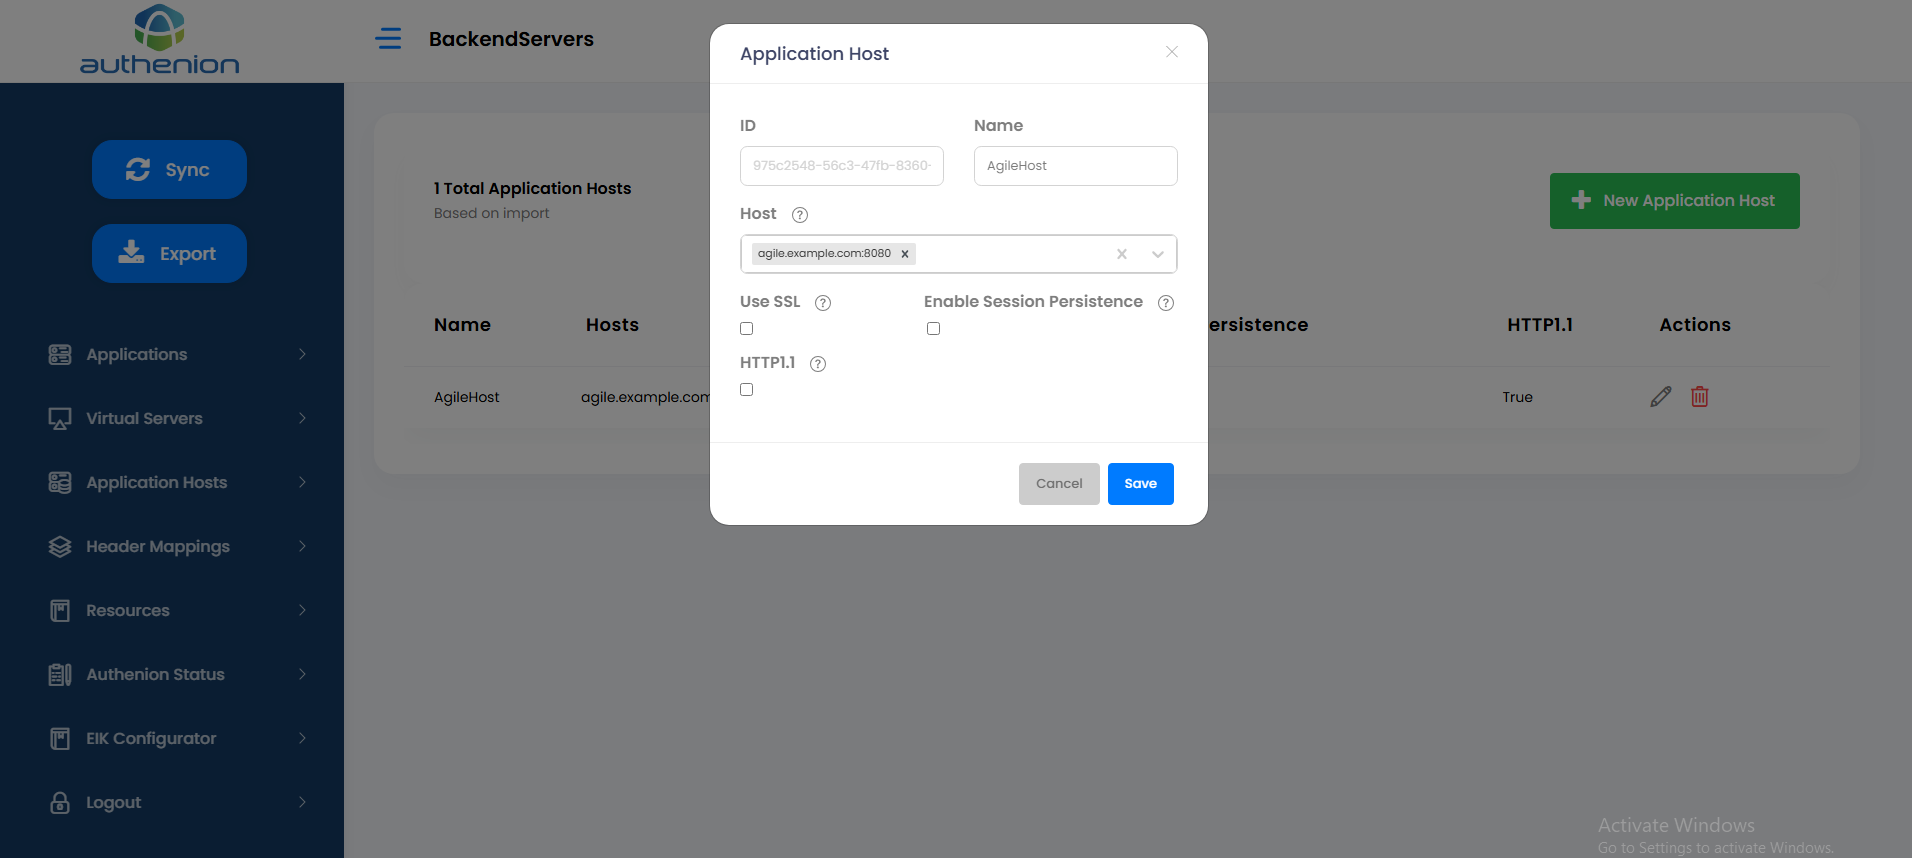 authenion
BackendServers
Sync
Export
Applications
Virtual Servers
Application Hosts
Header Mappings
Resources
Authenion Status
EIK Configurator
Logout
1 Total Application Hosts
Based on import
New Application Host
Name Hosts ersistence HTTP1.1 Actions
AgileHost agile.example.com True
Application Host
ID Name
975c2548-56c3-47fb-8360- AgileHost
Host ?
agile.example.com:8080
Use SSL ? Enable Session Persistence ?
HTTP1.1 ?
Cancel Save
Activate Windows
Go to Settings to activate Windows.